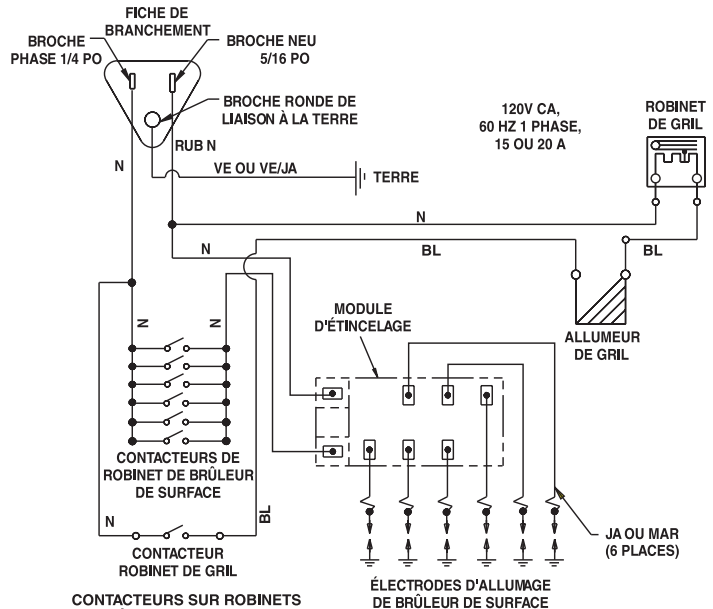 FICHE DE
BRANCHEMENT
BROCHE
PHASE 1/4 PO
BROCHE NEU
5/16 PO
BROCHE RONDE DE
LIAISON À LA TERRE
120V CA,
60 HZ 1 PHASE,
15 OU 20 A
ROBINET
DE GRIL
N
RUB N
VE OU VE/JA
TERRE
N
N
BL
BL
MODULE
D'ÉTINCELAGE
ALLUMEUR
DE GRIL
N
N
CONTACTEURS DE
ROBINET DE BRÛLEUR
DE SURFACE
N
BL
CONTACTEUR
ROBINET DE GRIL
JA OU MAR
(6 PLACES)
CONTACTEURS SUR ROBINETS
ÉLECTRODES D'ALLUMAGE
DE BRÛLEUR DE SURFACE